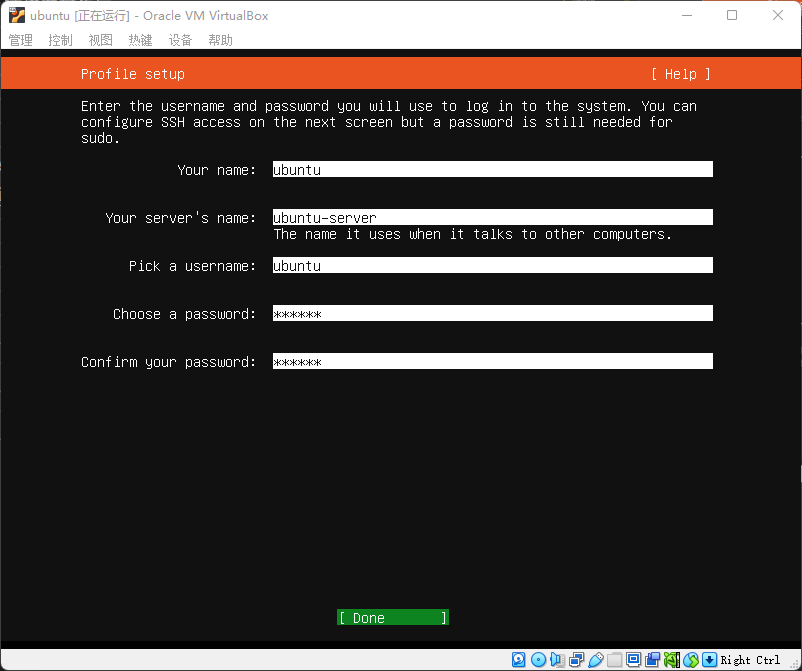 ubuntu [正在运行] - Oracle VM VirtualBox
管理 控制 视图 热键 设备 帮助
Profile setup [ Help ]
Enter the username and password you will use to log in to the system. You can
configure SSH access on the next screen but a password is still needed for
sudo.
Your name: ubuntu
Your server's name: ubuntu-server
The name it uses when it talks to other computers.
Pick a username: ubuntu
Choose a password: ******
Confirm your password: ******
[ Done ]
Right Ctrl